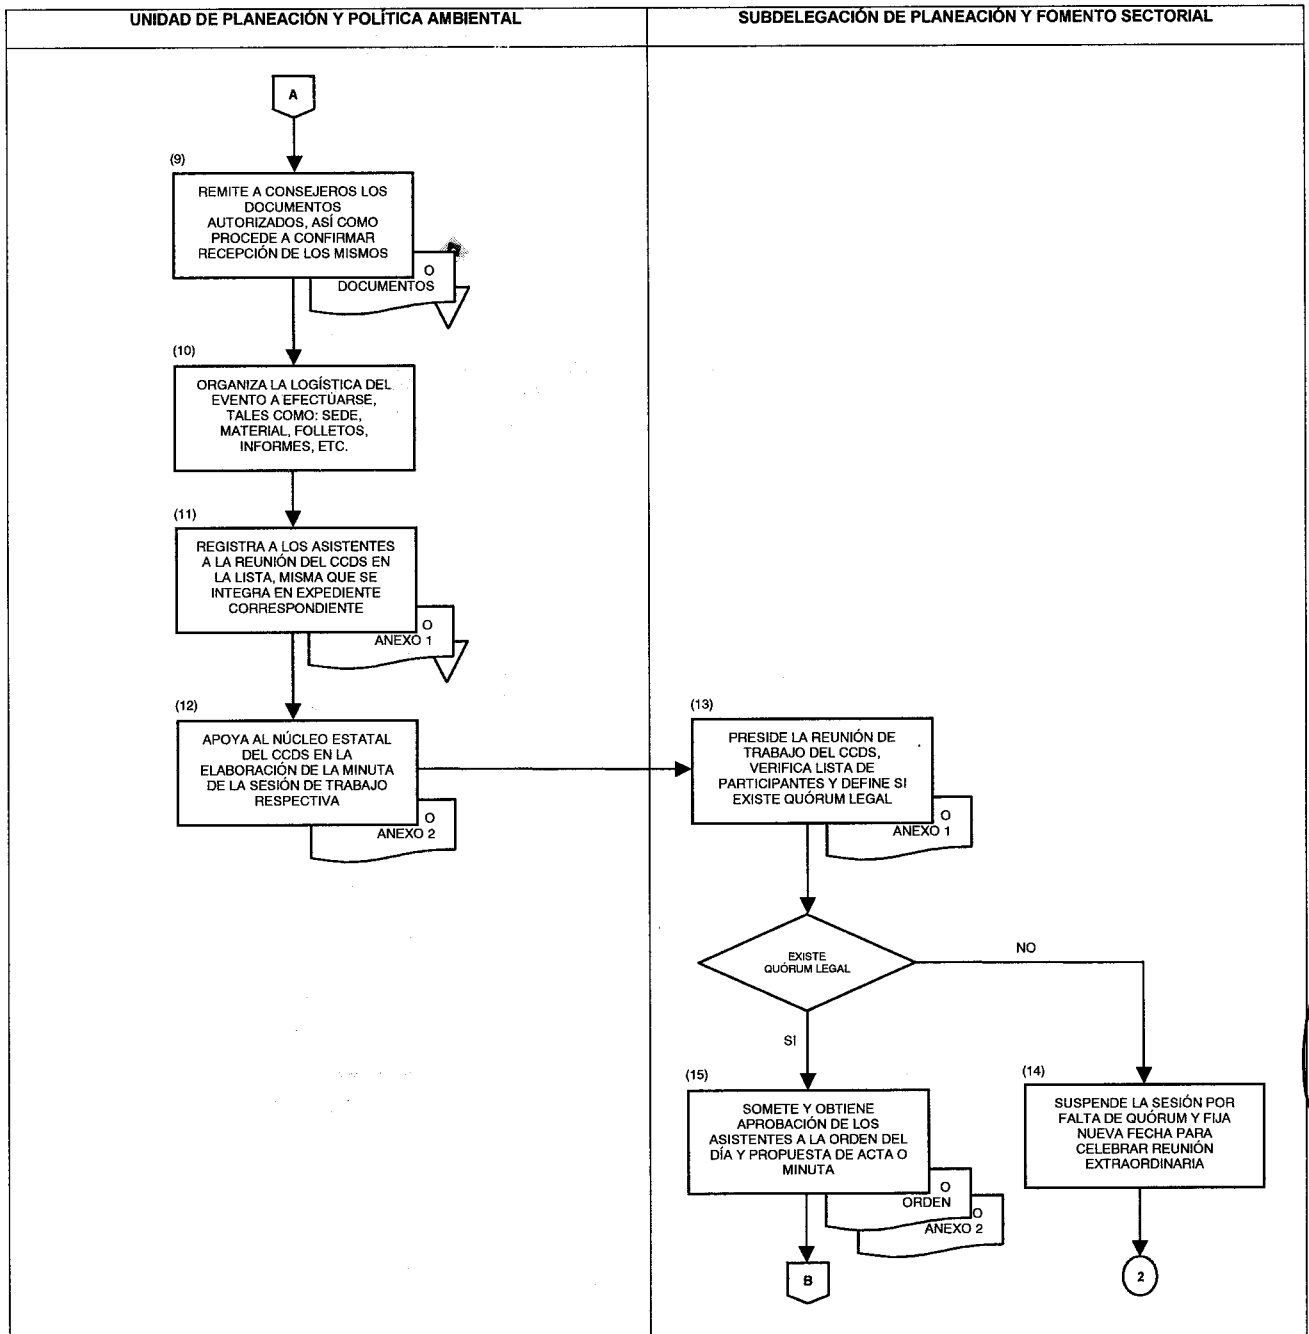 UNIDAD DE PLANEACIÓN Y POLÍTICA AMBIENTAL
SUBDELEGACIÓN DE PLANEACIÓN Y FOMENTO SECTORIAL
A
(9)
REMITE A CONSEJEROS LOS
DOCUMENTOS
AUTORIZADOS, ASÍ COMO
PROCEDE A CONFIRMAR
RECEPCIÓN DE LOS MISMOS
O
DOCUMENTOS
(10)
ORGANIZA LA LOGÍSTICA DEL
EVENTO A EFECTUARSE,
TALES COMO: SEDE,
MATERIAL, FOLLETOS,
INFORMES, ETC.
(11)
REGISTRA A LOS ASISTENTES
A LA REUNIÓN DEL CCDS EN
LA LISTA, MISMA QUE SE
INTEGRA EN EXPEDIENTE
CORRESPONDIENTE
O
ANEXO 1
(12)
APOYA AL NÚCLEO ESTATAL
DEL CCDS EN LA
ELABORACIÓN DE LA MINUTA
DE LA SESIÓN DE TRABAJO
RESPECTIVA
O
ANEXO 2
(13)
PRESIDE LA REUNIÓN DE
TRABAJO DEL CCDS,
VERIFICA LISTA DE
PARTICIPANTES Y DEFINE SI
EXISTE QUÓRUM LEGAL
O
ANEXO 1
EXISTE
QUÓRUM LEGAL
NO
SI
(15)
SOMETE Y OBTIENE
APROBACIÓN DE LOS
ASISTENTES A LA ORDEN DEL
DÍA Y PROPUESTA DE ACTA O
MINUTA
O
ORDEN
O
ANEXO 2
B
(14)
SUSPENDE LA SESIÓN POR
FALTA DE QUÓRUM Y FIJA
NUEVA FECHA PARA
CELEBRAR REUNIÓN
EXTRAORDINARIA
2